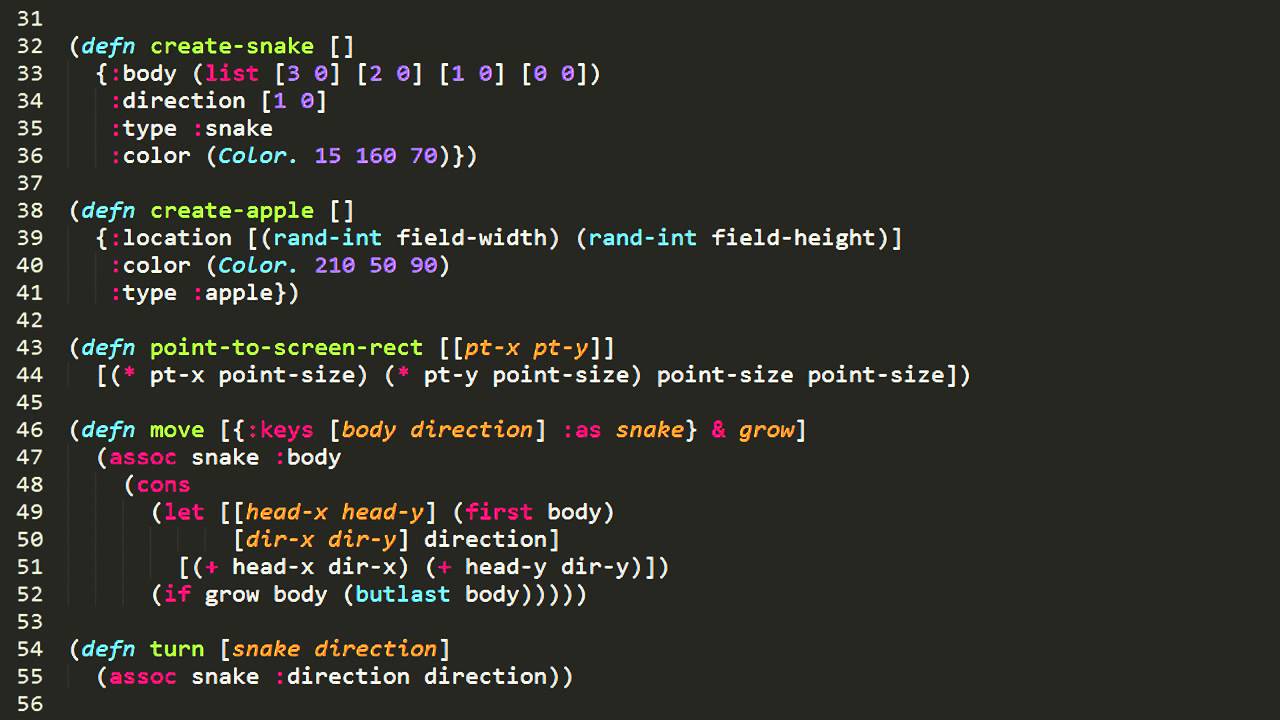 31
32 (defn create-snake []
33   {:body (list [3 0] [2 0] [1 0] [0 0])
34    :direction [1 0]
35    :type :snake
36    :color (Color. 15 160 70)})
37
38 (defn create-apple []
39   {:location [(rand-int field-width) (rand-int field-height)]
40    :color (Color. 210 50 90)
41    :type :apple})
42
43 (defn point-to-screen-rect [[pt-x pt-y]]
44   [(* pt-x point-size) (* pt-y point-size) point-size point-size])
45
46 (defn move [{:keys [body direction] :as snake} & grow]
47   (assoc snake :body
48     (cons
49       (let [[head-x head-y] (first body)
50             [dir-x dir-y] direction]
51         [(+ head-x dir-x) (+ head-y dir-y)])
52       (if grow body (butlast body)))))
53
54 (defn turn [snake direction]
55   (assoc snake :direction direction))
56